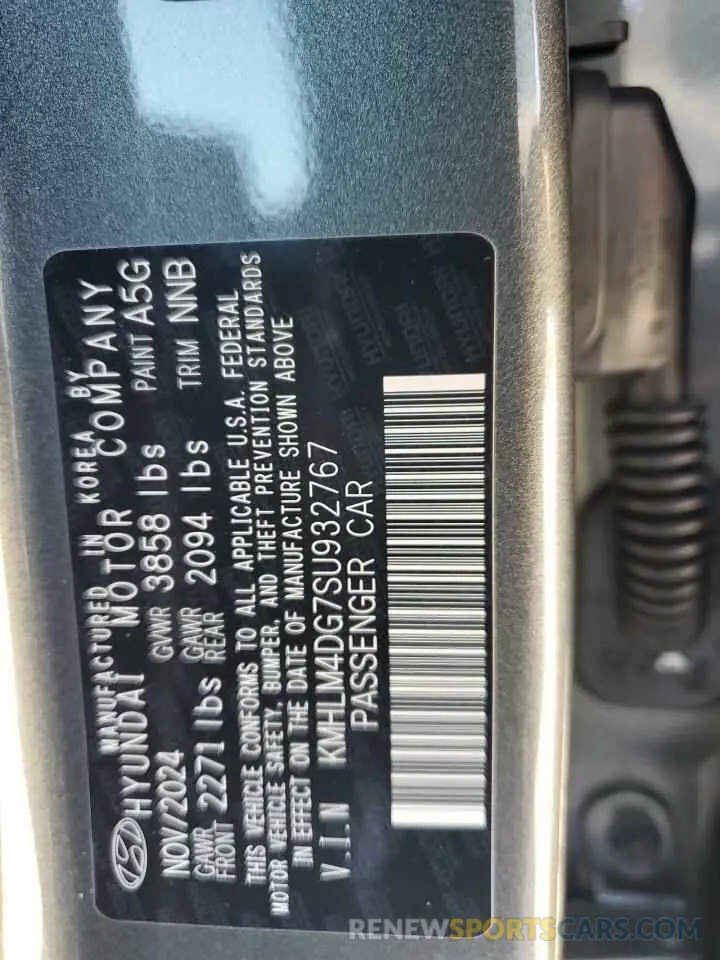 MANUFACTURED IN KOREA BY
HYUNDAI MOTOR COMPANY
NOV/2024 GVWR 3858 lbs PAINT A5G
GAWR FRONT 2271 lbs GAWR REAR 2094 lbs TRIM NNB
THIS VEHICLE CONFORMS TO ALL APPLICABLE U.S.A. FEDERAL
MOTOR VEHICLE SAFETY, BUMPER, AND THEFT PREVENTION STANDARDS
IN EFFECT ON THE DATE OF MANUFACTURE SHOWN ABOVE
V.I.N KMHLM4DG7SU932767
PASSENGER CAR
RENEWSPORTSCARS.COM